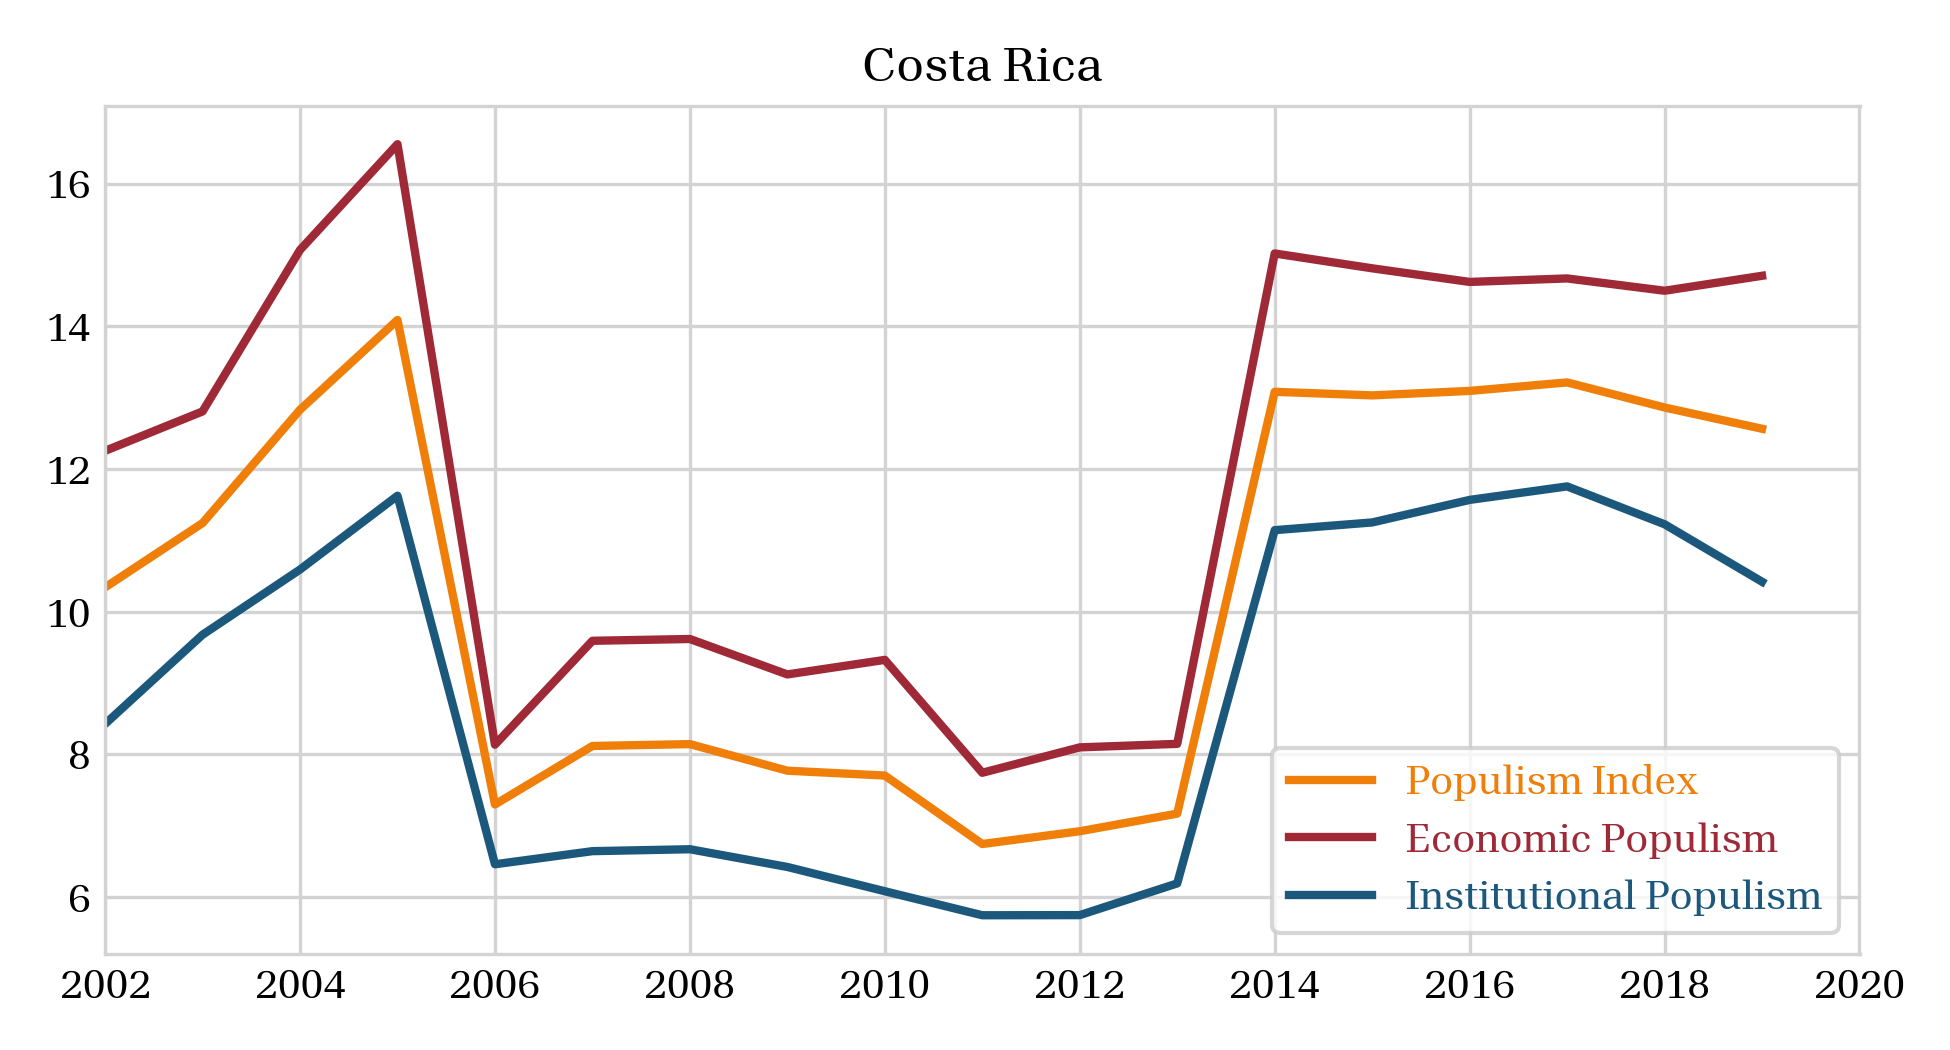 Costa Rica
16
14
12
10
8
6
Populism Index
Economic Populism
Institutional Populism
2002 2004 2006 2008 2010 2012 2014 2016 2018 2020